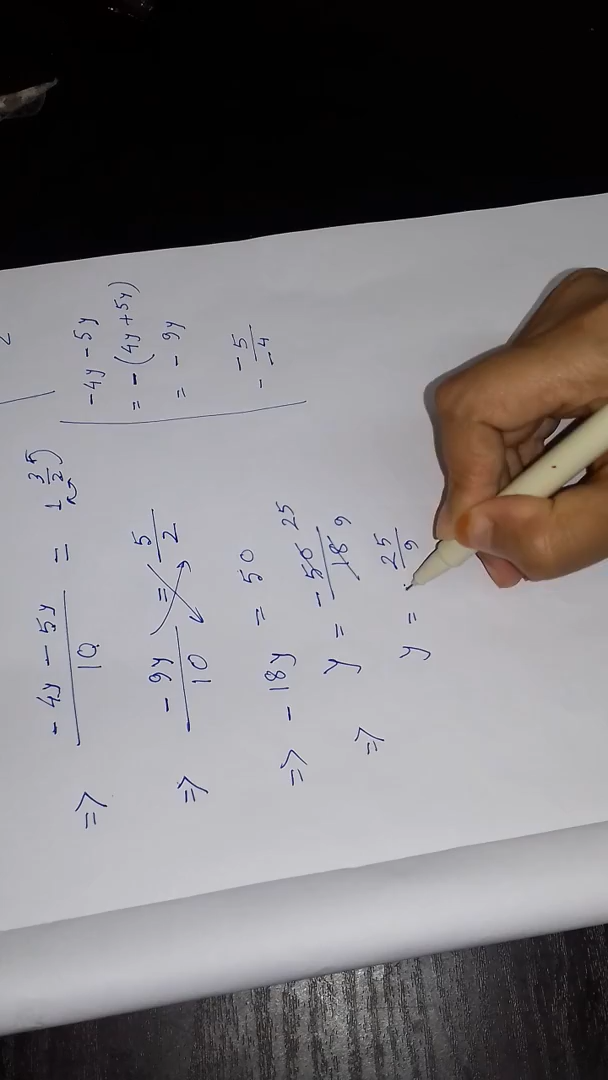 ⇒ (-4y - 5y)/10 = 1 + 3/2
⇒ -9y/10 = 5/2
⇒ -18y = 50
y = -50/18 25 9
⇒ y = 25/9
-4y - 5y
= -(4y + 5y)
= -9y
- -5/-4
2